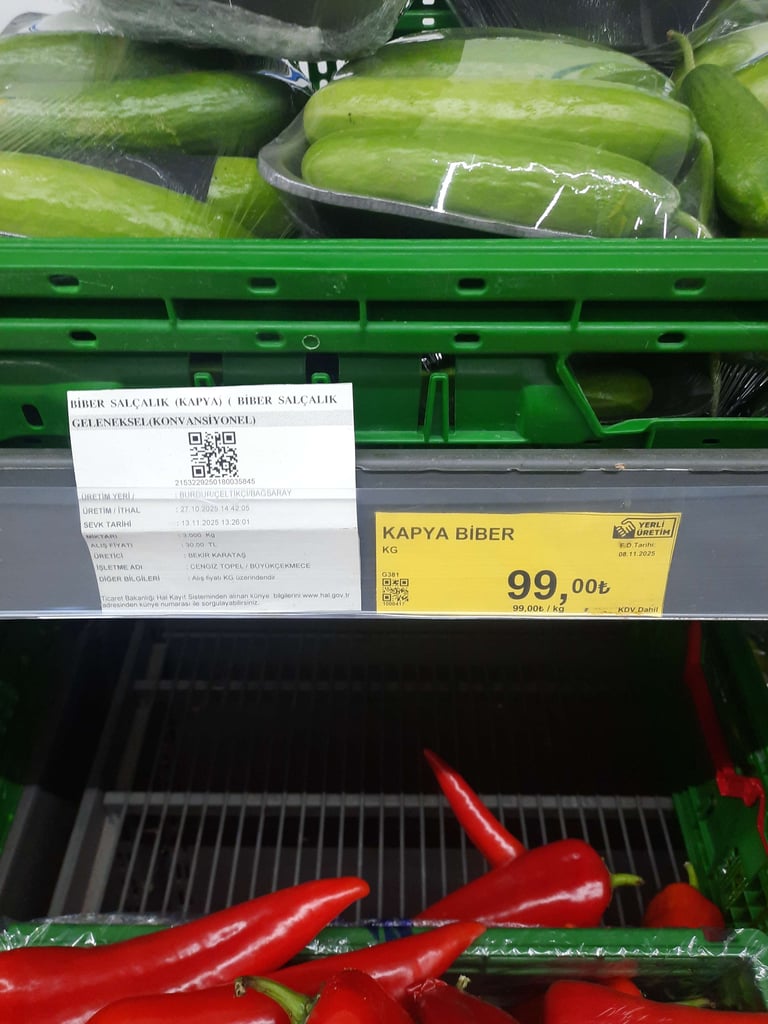 BİBER SALÇALIK (KAPYA) ( BİBER SALÇALIK
GELENEKSEL(KONVANSİYONEL)
2153229250180035845
ÜRETİM YERİ / : BURDUR/ÇELTİKÇİ/BAĞSARAY
ÜRETİM / İTHAL : 27.10.2025 14:42:05
SEVK TARİHİ : 13.11.2025 13:26:01
MİKTARI : 3.000 Kg
ALIŞ FİYATI : 30,00 TL
ÜRETİCİ : BEKİR KARATAŞ
İŞLETME ADI : CENGİZ TOPEL / BÜYÜKÇEKMECE
DİĞER BİLGİLERİ : Alış fiyatı KG üzerindendir.
Ticaret Bakanlığı Hal Kayıt Sisteminden alınan künye bilgilerini www.hal.gov.tr
adresinden künye numarası ile sorgulayabilirsiniz.
KAPYA BİBER
KG
YERLİ
ÜRETİM
F.D. Tarihi:
08.11.2025
G381
99,00₺
99,00₺ / kg
KDV Dahil